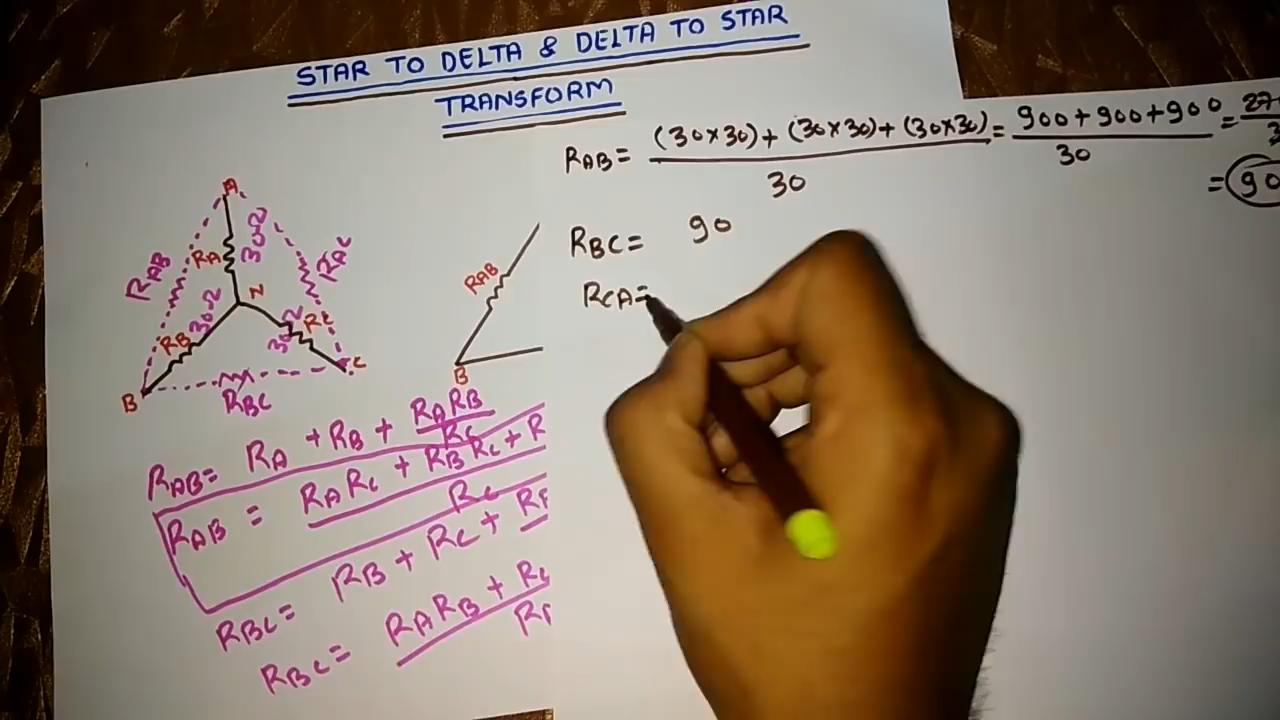 STAR TO DELTA & DELTA TO STAR
TRANSFORM
RAB = (30×30) + (30×30) + (30×30) / 30 = 900 + 900 + 900 / 30 =
= 90
RBC = 90
RCA =
A
RAB
RA
30Ω
RAC
N
30Ω
RB
30Ω
RC
B
C
RBC
RAB
B
RAB = RA + RB + RARB / RC
RAB = RARC + RBRC + R / RC
RBC = RB + RC +
RBC = RARB +